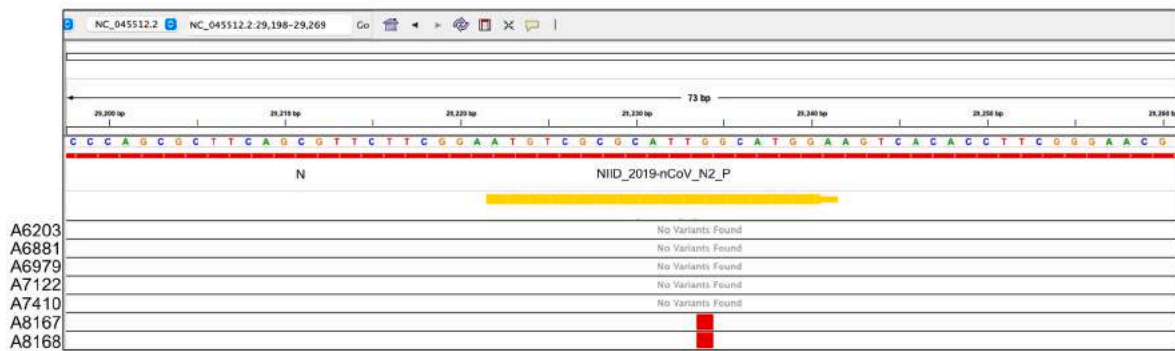 NC_045512.2 NC_045512.2:29,198-29,269 Go
73 bp
29,200 bp 29,210 bp 29,220 bp 29,230 bp 29,240 bp 29,250 bp 29,260 b
C C C A G C G C T T C A G C G T T C T T C G G A A T G T C G C G C A T T G G C A T G G A A G T C A C A C C T T C G G G A A C G
N NIID_2019-nCoV_N2_P
A6203 No Variants Found
A6881 No Variants Found
A6979 No Variants Found
A7122 No Variants Found
A7410 No Variants Found
A8167
A8168